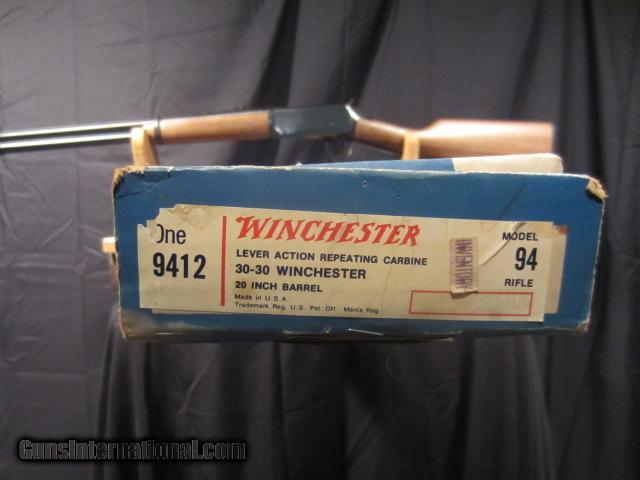 One
9412
WINCHESTER
LEVER ACTION REPEATING CARBINE
30-30 WINCHESTER
20 INCH BARREL
Made in U.S.A.
Trademark Reg. U.S. Pat. Off. Marca Reg.
INVENTORY
MODEL
94
RIFLE
GunsInternational.com